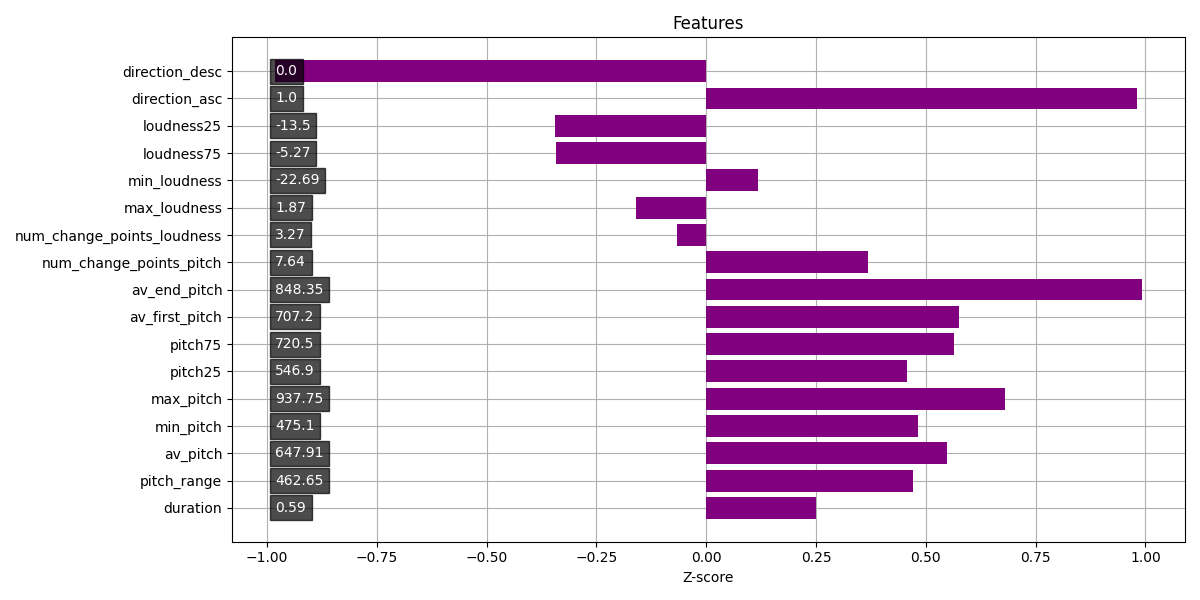 Features
direction_desc 0.0
direction_asc 1.0
loudness25 -13.5
loudness75 -5.27
min_loudness -22.69
max_loudness 1.87
num_change_points_loudness 3.27
num_change_points_pitch 7.64
av_end_pitch 848.35
av_first_pitch 707.2
pitch75 720.5
pitch25 546.9
max_pitch 937.75
min_pitch 475.1
av_pitch 647.91
pitch_range 462.65
duration 0.59
−1.00 −0.75 −0.50 −0.25 0.00 0.25 0.50 0.75 1.00
Z-score